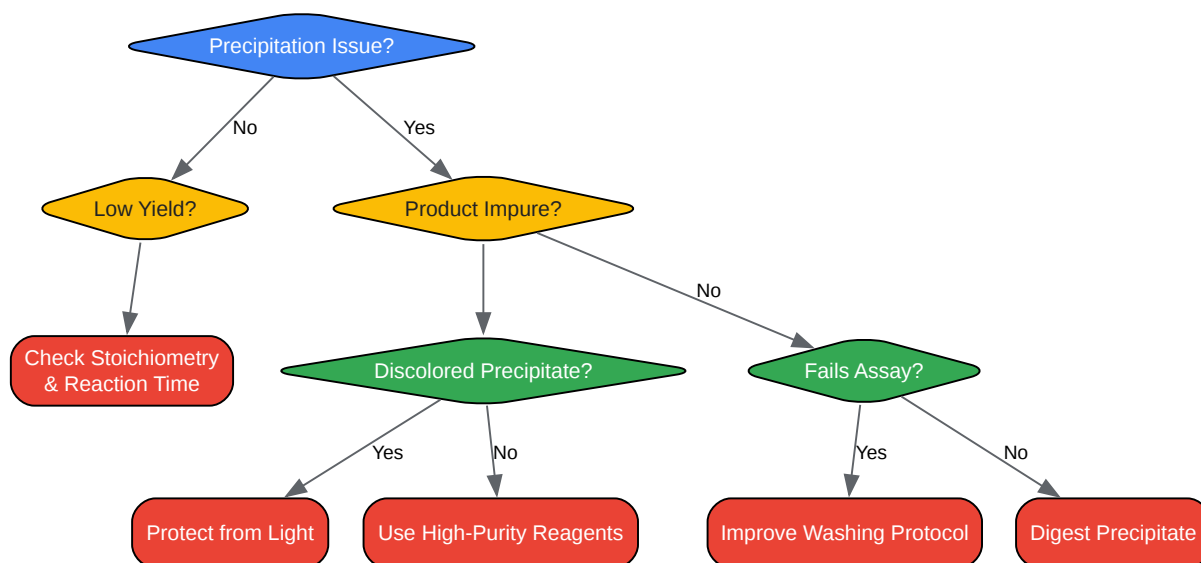 Precipitation Issue?
No
Yes
Low Yield?
Product Impure?
No
Check Stoichiometry
& Reaction Time
Discolored Precipitate?
Fails Assay?
Yes
No
Yes
No
Protect from Light
Use High-Purity Reagents
Improve Washing Protocol
Digest Precipitate